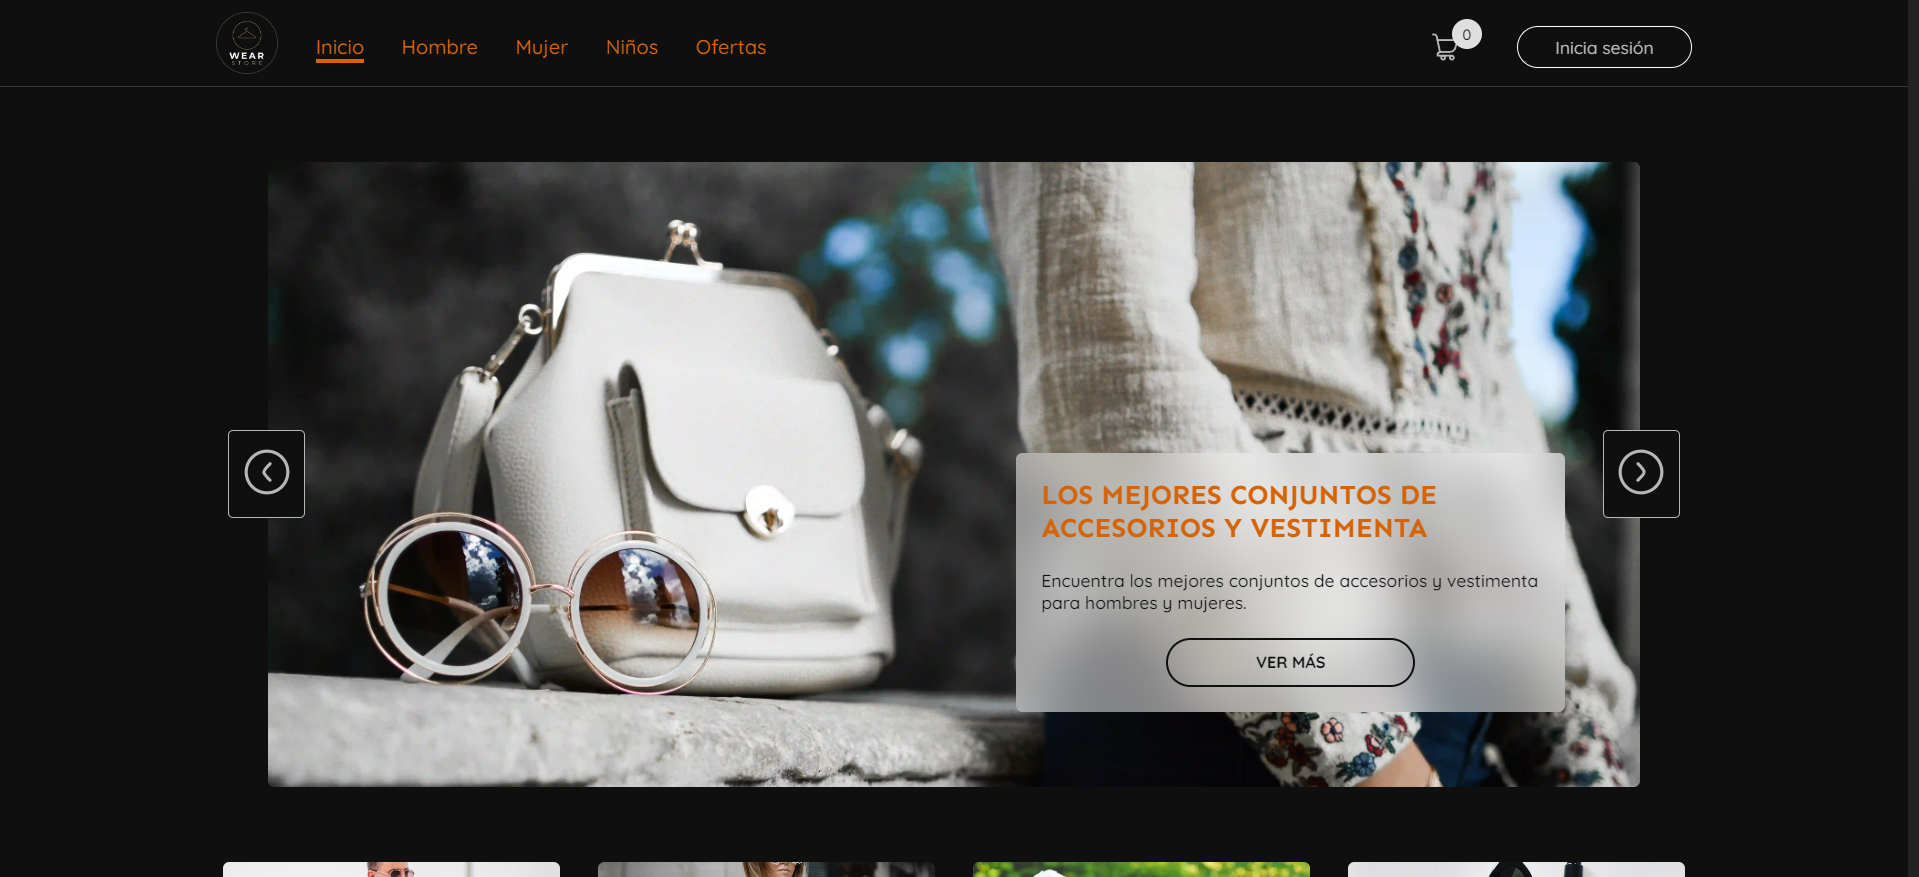 WEAR
STORE
Inicio
Hombre
Mujer
Niños
Ofertas
0
Inicia sesión
LOS MEJORES CONJUNTOS DE
ACCESORIOS Y VESTIMENTA
Encuentra los mejores conjuntos de accesorios y vestimenta
para hombres y mujeres.
VER MÁS